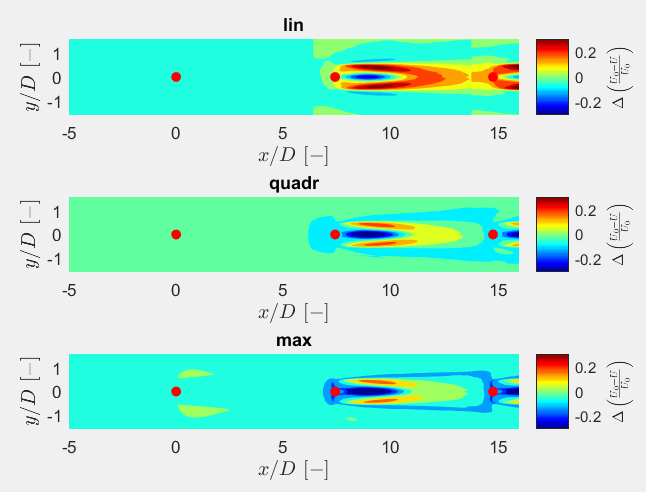 lin
1
0
-1
y/D [−]
-5
0
5
10
15
x/D [−]
0.2
0
-0.2
Δ(U₀−U/U₀)
quadr
1
0
-1
y/D [−]
-5
0
5
10
15
x/D [−]
0.2
0
-0.2
Δ(U₀−U/U₀)
max
1
0
-1
y/D [−]
-5
0
5
10
15
x/D [−]
0.2
0
-0.2
Δ(U₀−U/U₀)